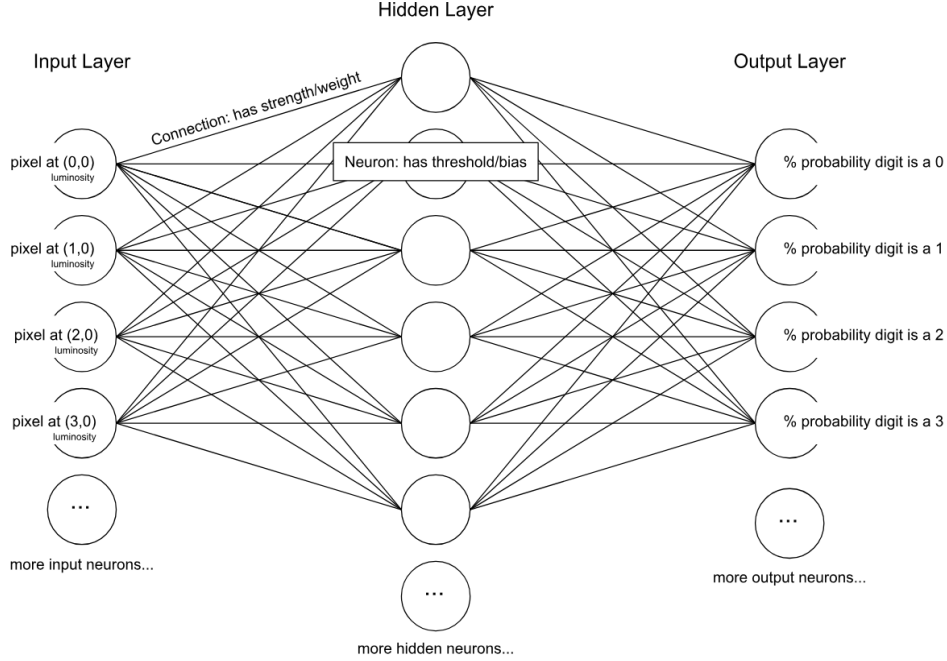 Hidden Layer
Input Layer
Output Layer
Connection: has strength/weight
Neuron: has threshold/bias
pixel at (0,0)
luminosity
% probability digit is a 0
pixel at (1,0)
luminosity
% probability digit is a 1
pixel at (2,0)
luminosity
% probability digit is a 2
pixel at (3,0)
luminosity
% probability digit is a 3
...
...
more input neurons...
more output neurons...
...
more hidden neurons...